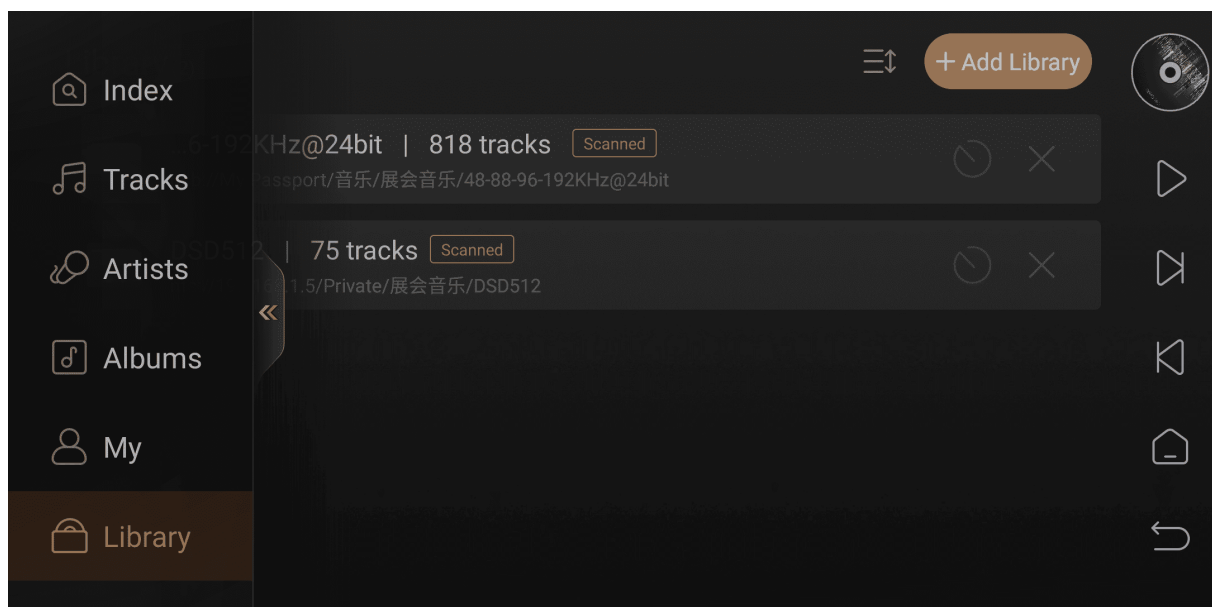 Index
Tracks
Artists
Albums
My
Library
+ Add Library
6-192KHz@24bit | 818 tracks Scanned
Passport/音乐/展会音乐/48-88-96-192KHz@24bit
DSD512 | 75 tracks Scanned
1.5/Private/展会音乐/DSD512